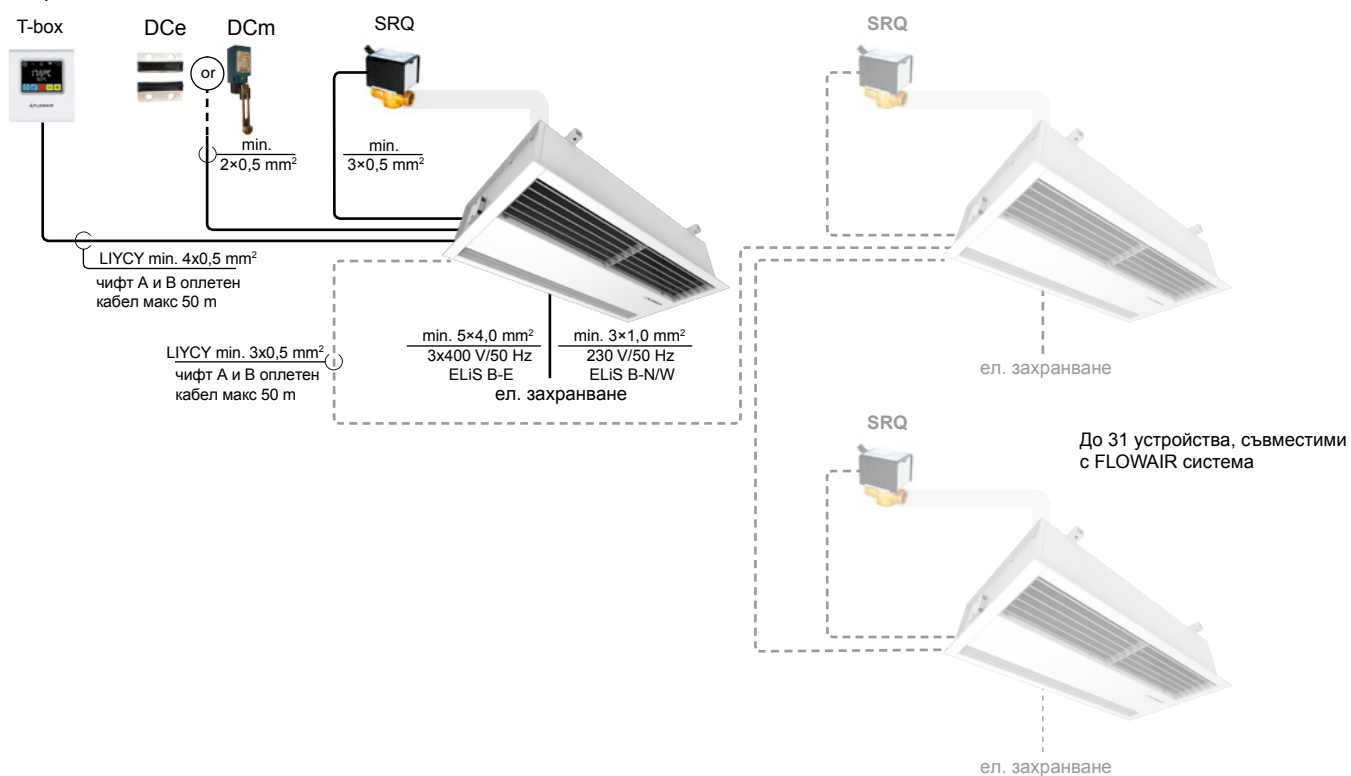 T-box
DCe
DCm
SRQ
SRQ
or
FLOWAIR
min.
2×0,5 mm²
min.
3×0,5 mm²
LIYCY min. 4x0,5 mm²
чифт А и В оплетен
кабел макс 50 m
LIYCY min. 3x0,5 mm²
чифт А и В оплетен
кабел макс 50 m
min. 5×4,0 mm²
3x400 V/50 Hz
ELiS B-E
min. 3×1,0 mm²
230 V/50 Hz
ELiS B-N/W
ел. захранване
ел. захранване
SRQ
До 31 устройства, съвместими
с FLOWAIR система
ел. захранване